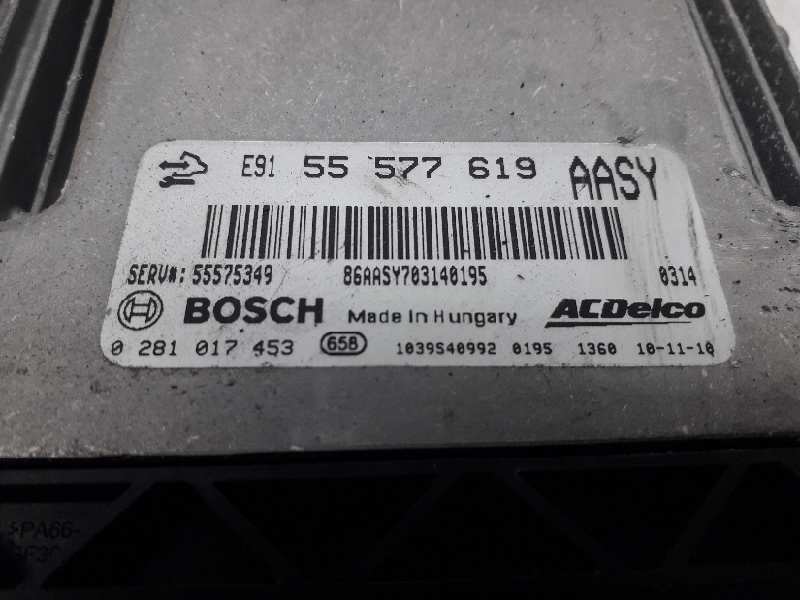 E91 55 577 619 AASY
SERV#: 55575349 86AASY703140195 0314
BOSCH Made In Hungary ACDelco
0 281 017 453 658 1039S40992 0195 1360 10-11-10
>PA66-